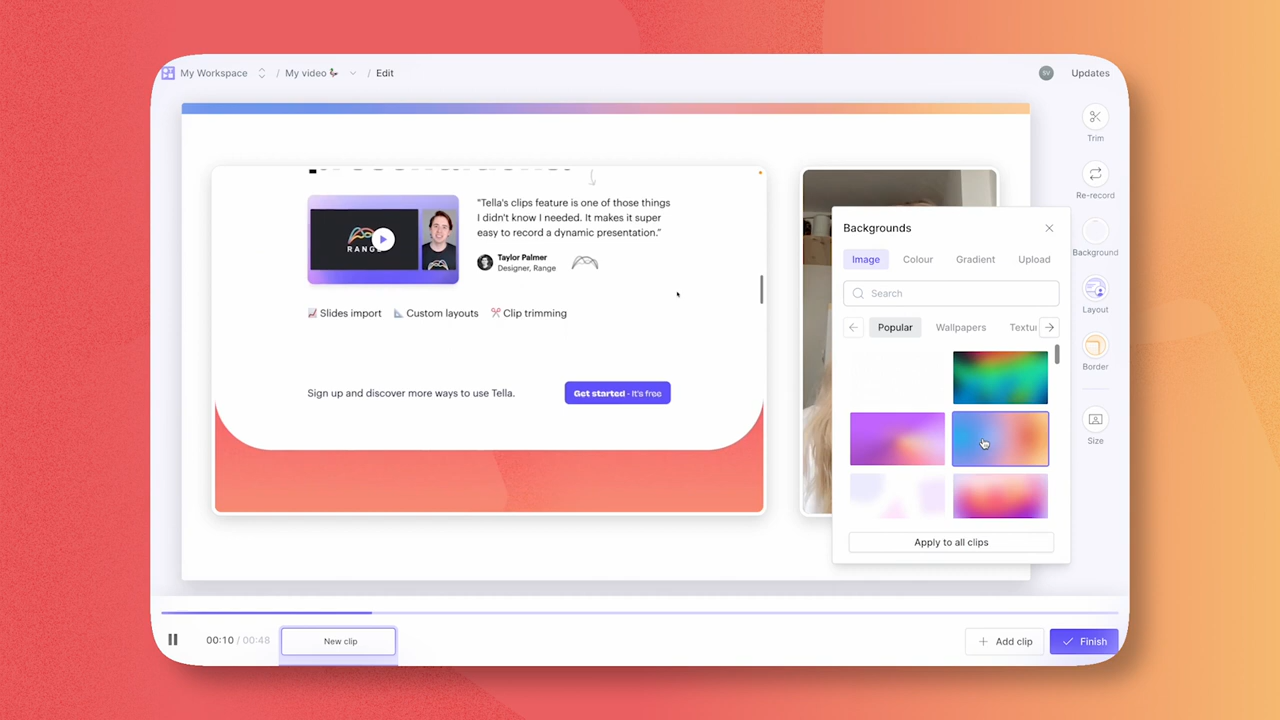 My Workspace / My video / Edit
SV
Updates
Trim
Re-record
Background
Layout
Border
Size
RANG
"Tella's clips feature is one of those things
I didn't know I needed. It makes it super
easy to record a dynamic presentation."
Taylor Palmer
Designer, Range
Slides import
Custom layouts
Clip trimming
Sign up and discover more ways to use Tella.
Get started - It's free
Backgrounds
Image
Colour
Gradient
Upload
Search
Popular
Wallpapers
Textu
Apply to all clips
00:10 / 00:48
New clip
Add clip
Finish